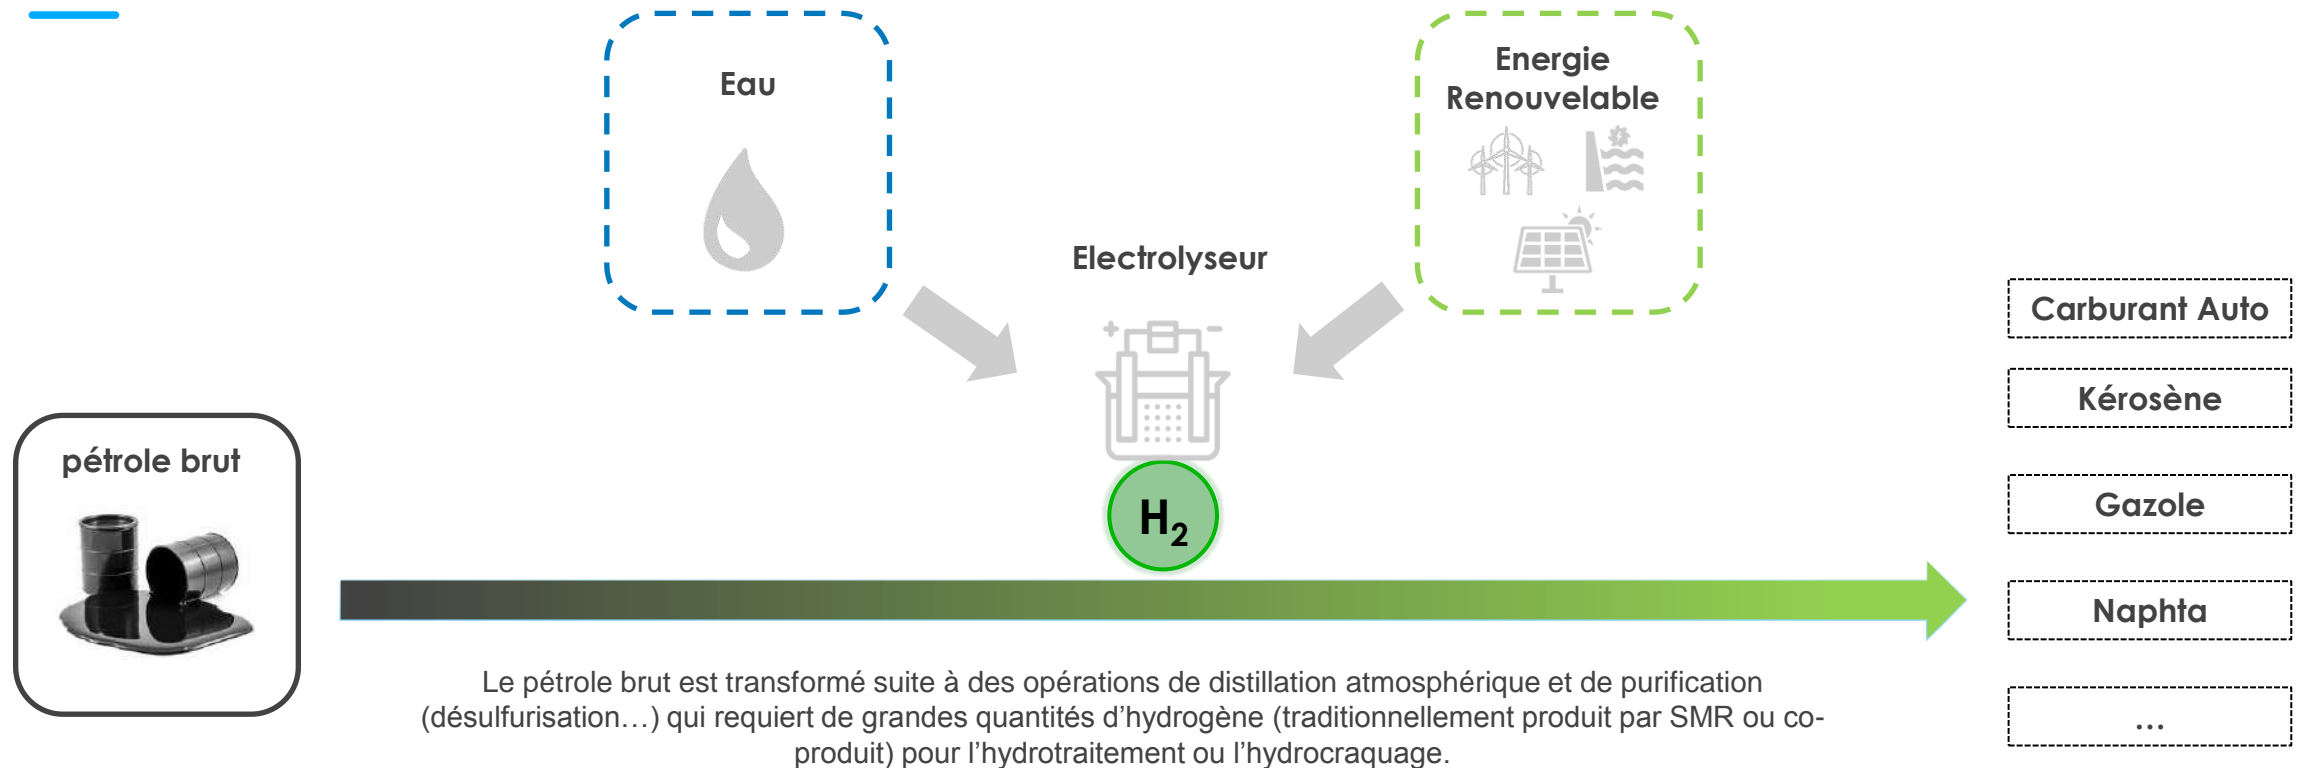 Eau
Energie
Renouvelable
Electrolyseur
+ −
pétrole brut
H₂
Carburant Auto
Kérosène
Gazole
Naphta
...
Le pétrole brut est transformé suite à des opérations de distillation atmosphérique et de purification
(désulfurisation…) qui requiert de grandes quantités d’hydrogène (traditionnellement produit par SMR ou co-
produit) pour l’hydrotraitement ou l’hydrocraquage.